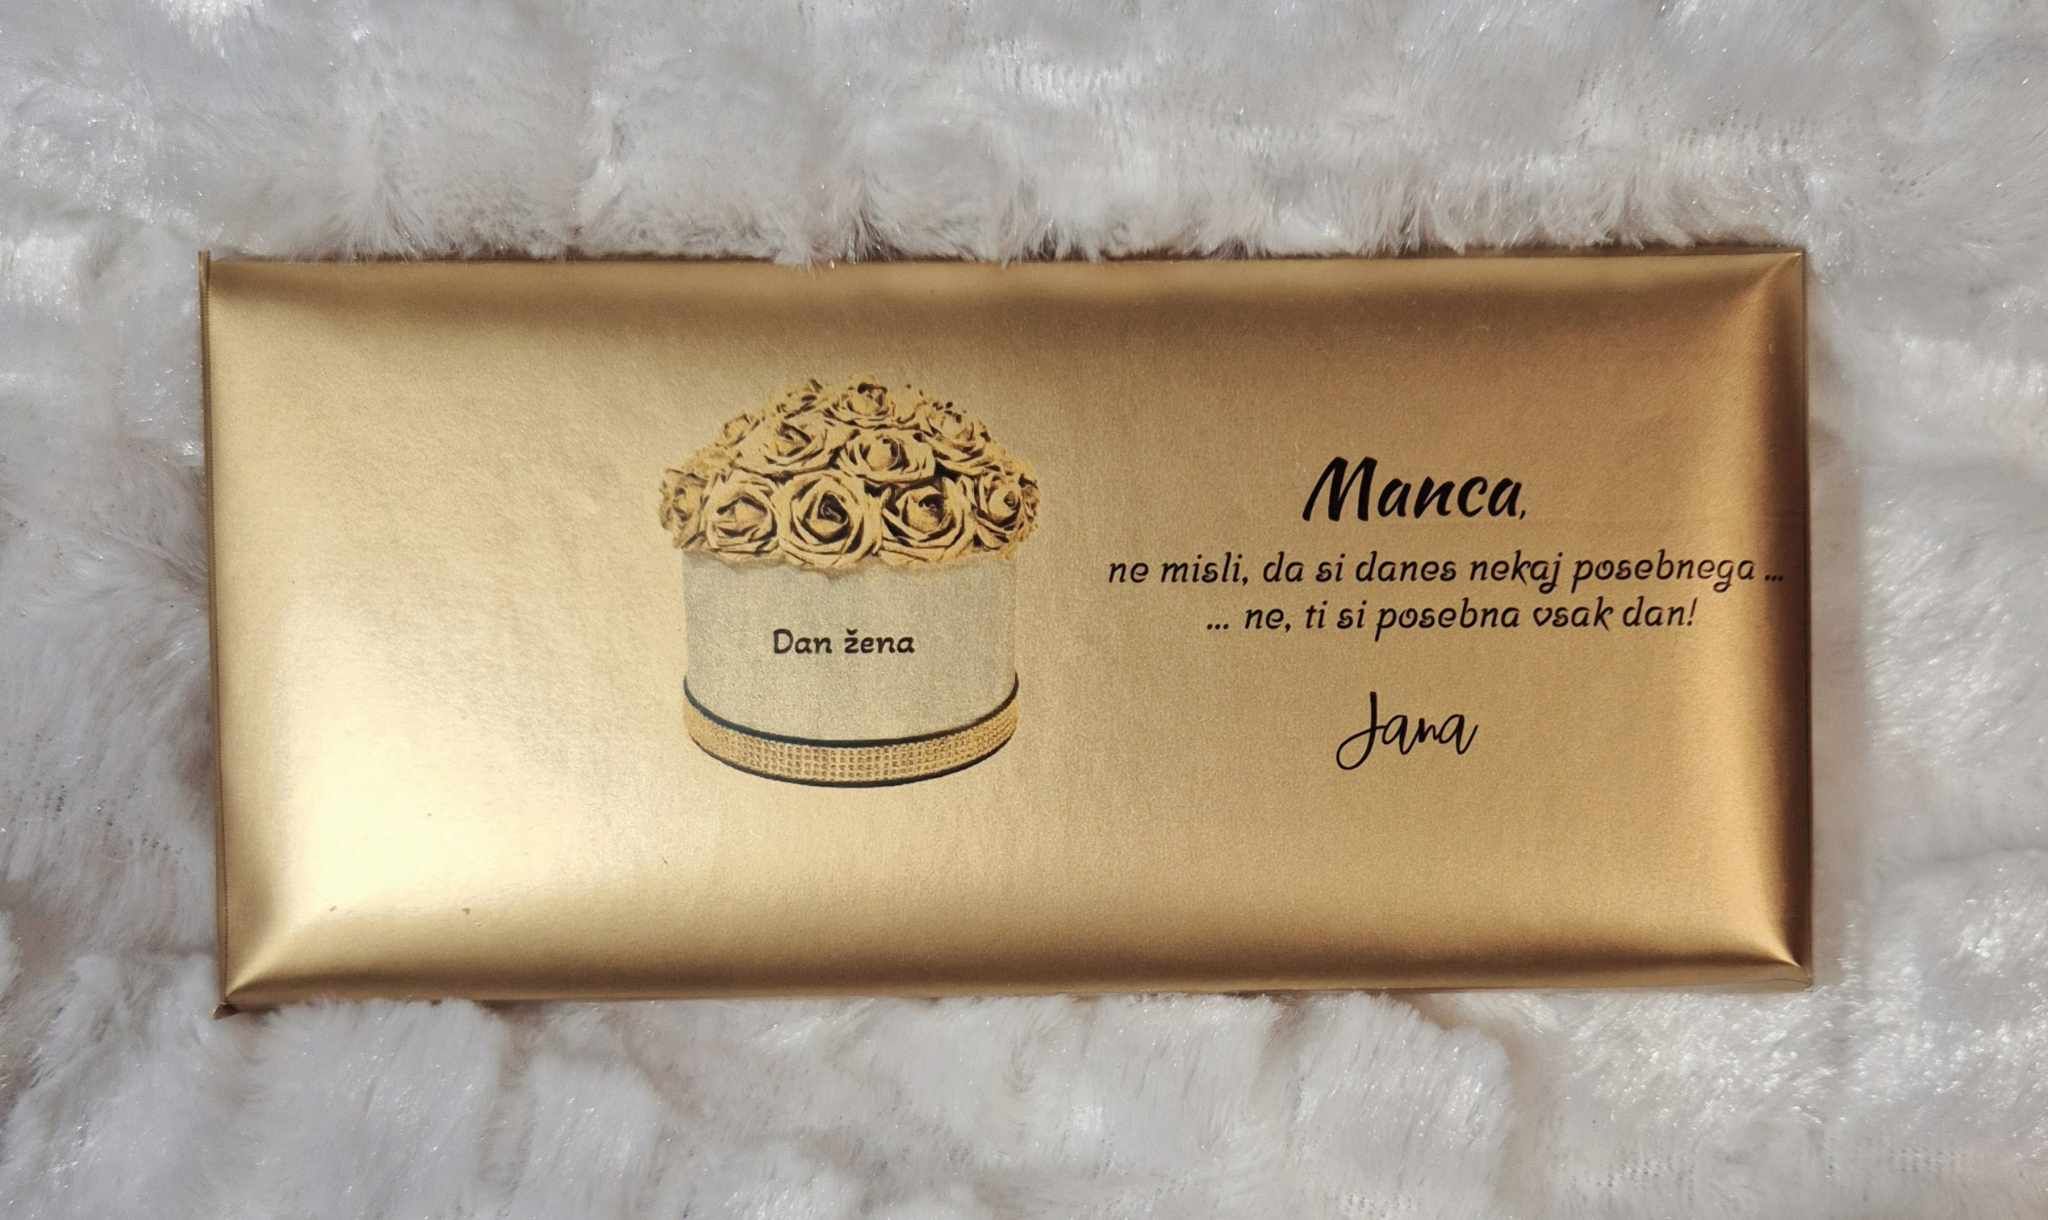 Dan žena
Manca,
ne misli, da si danes nekaj posebnega ...
... ne, ti si posebna vsak dan!
Jana